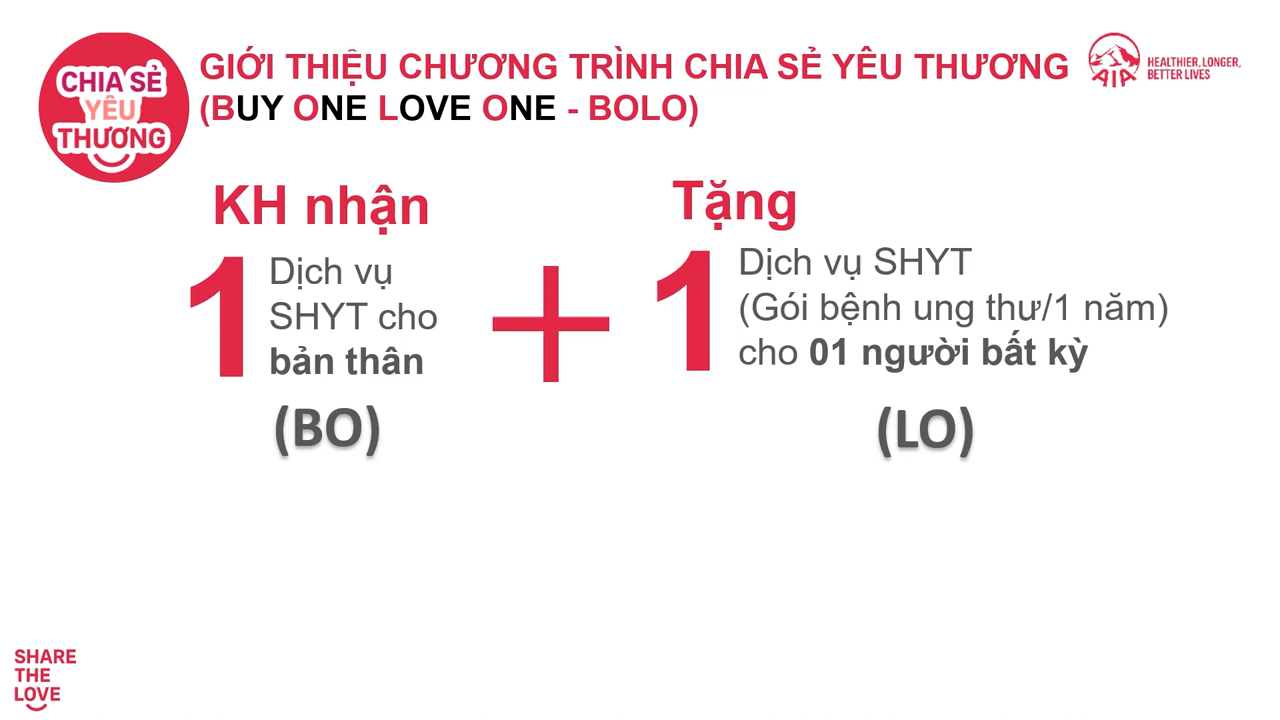 CHIA SẺ
YÊU
THƯƠNG
GIỚI THIỆU CHƯƠNG TRÌNH CHIA SẺ YÊU THƯƠNG
(BUY ONE LOVE ONE - BOLO)
AIA
HEALTHIER, LONGER,
BETTER LIVES
KH nhận
1
Dịch vụ
SHYT cho
bản thân
(BO)
+
Tặng
1
Dịch vụ SHYT
(Gói bệnh ung thư/1 năm)
cho 01 người bất kỳ
(LO)
SHARE
THE
LOVE